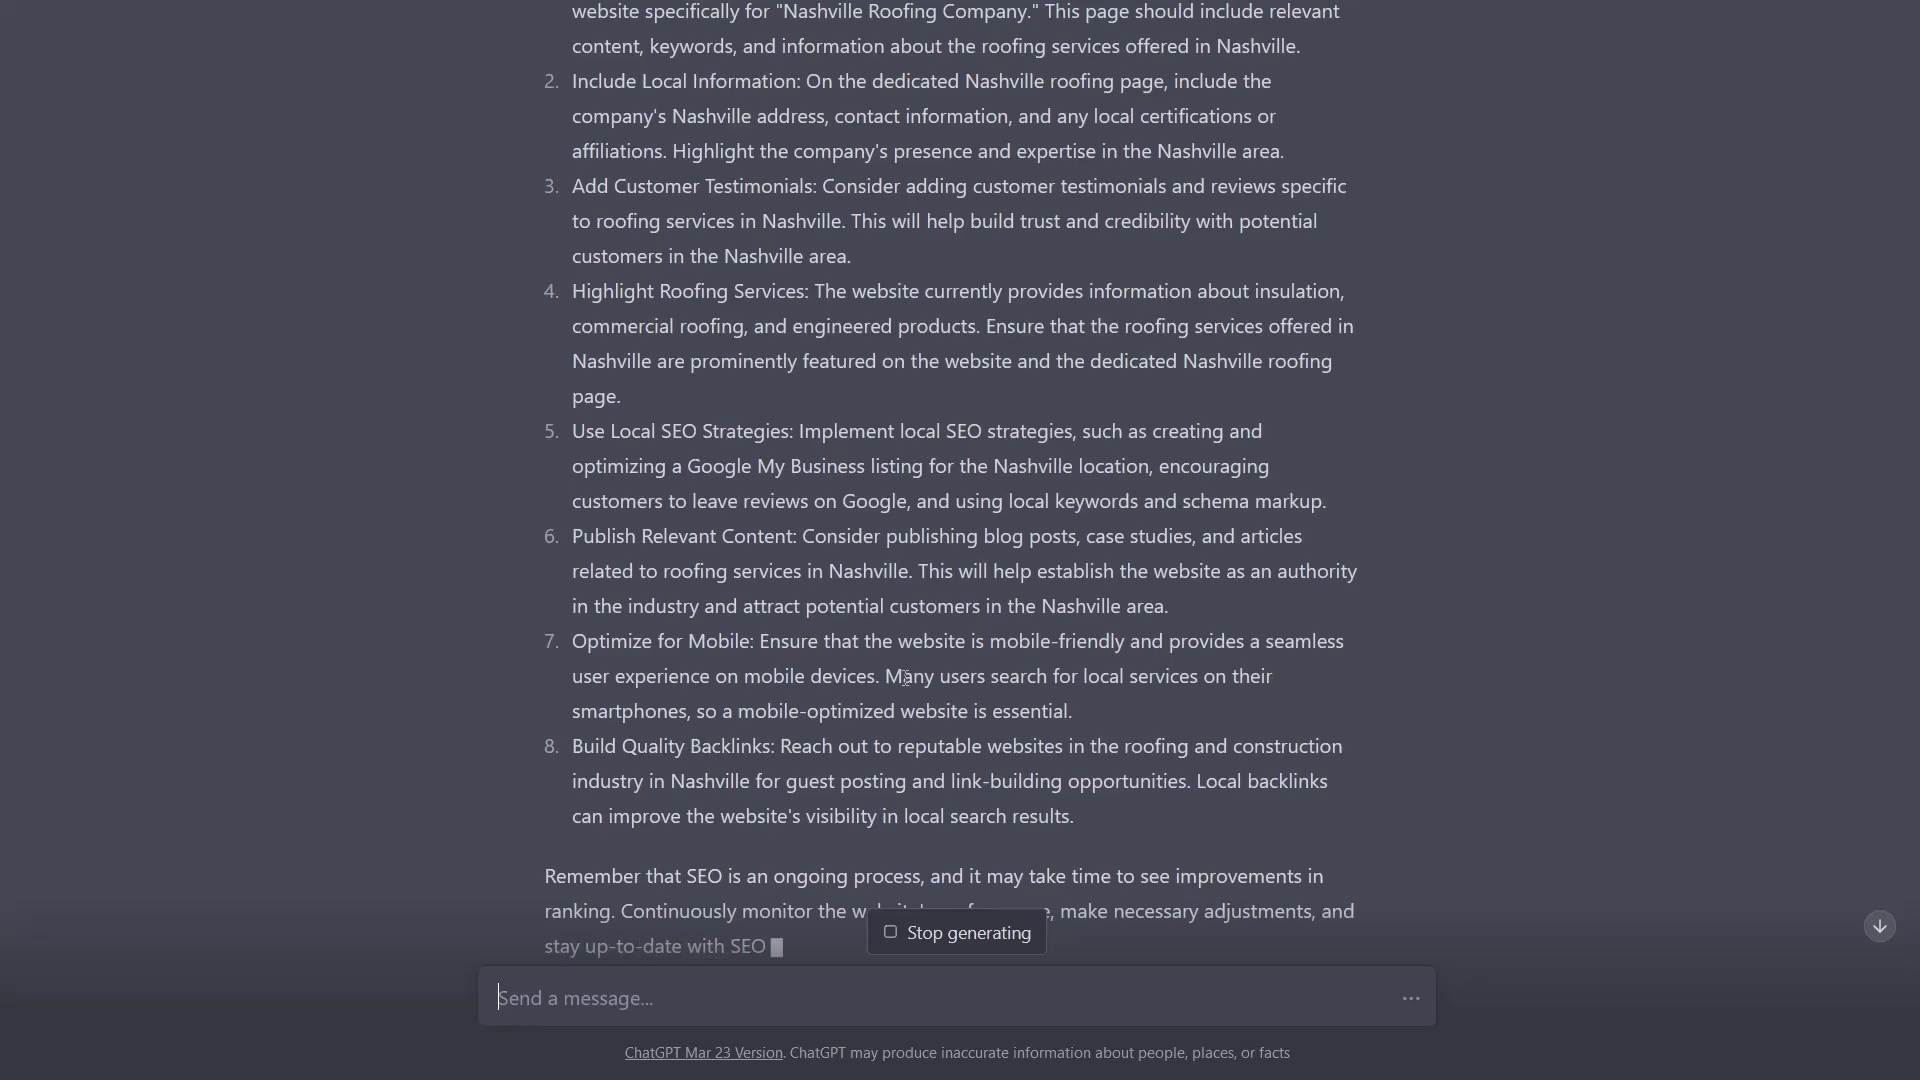 website specifically for "Nashville Roofing Company." This page should include relevant
content, keywords, and information about the roofing services offered in Nashville.
2. Include Local Information: On the dedicated Nashville roofing page, include the
company's Nashville address, contact information, and any local certifications or
affiliations. Highlight the company's presence and expertise in the Nashville area.
3. Add Customer Testimonials: Consider adding customer testimonials and reviews specific
to roofing services in Nashville. This will help build trust and credibility with potential
customers in the Nashville area.
4. Highlight Roofing Services: The website currently provides information about insulation,
commercial roofing, and engineered products. Ensure that the roofing services offered in
Nashville are prominently featured on the website and the dedicated Nashville roofing
page.
5. Use Local SEO Strategies: Implement local SEO strategies, such as creating and
optimizing a Google My Business listing for the Nashville location, encouraging
customers to leave reviews on Google, and using local keywords and schema markup.
6. Publish Relevant Content: Consider publishing blog posts, case studies, and articles
related to roofing services in Nashville. This will help establish the website as an authority
in the industry and attract potential customers in the Nashville area.
7. Optimize for Mobile: Ensure that the website is mobile-friendly and provides a seamless
user experience on mobile devices. Many users search for local services on their
smartphones, so a mobile-optimized website is essential.
8. Build Quality Backlinks: Reach out to reputable websites in the roofing and construction
industry in Nashville for guest posting and link-building opportunities. Local backlinks
can improve the website's visibility in local search results.
Remember that SEO is an ongoing process, and it may take time to see improvements in
ranking. Continuously monitor the make necessary adjustments, and
stay up-to-date with SEO
Stop generating
Send a message...
ChatGPT Mar 23 Version. ChatGPT may produce inaccurate information about people, places, or facts